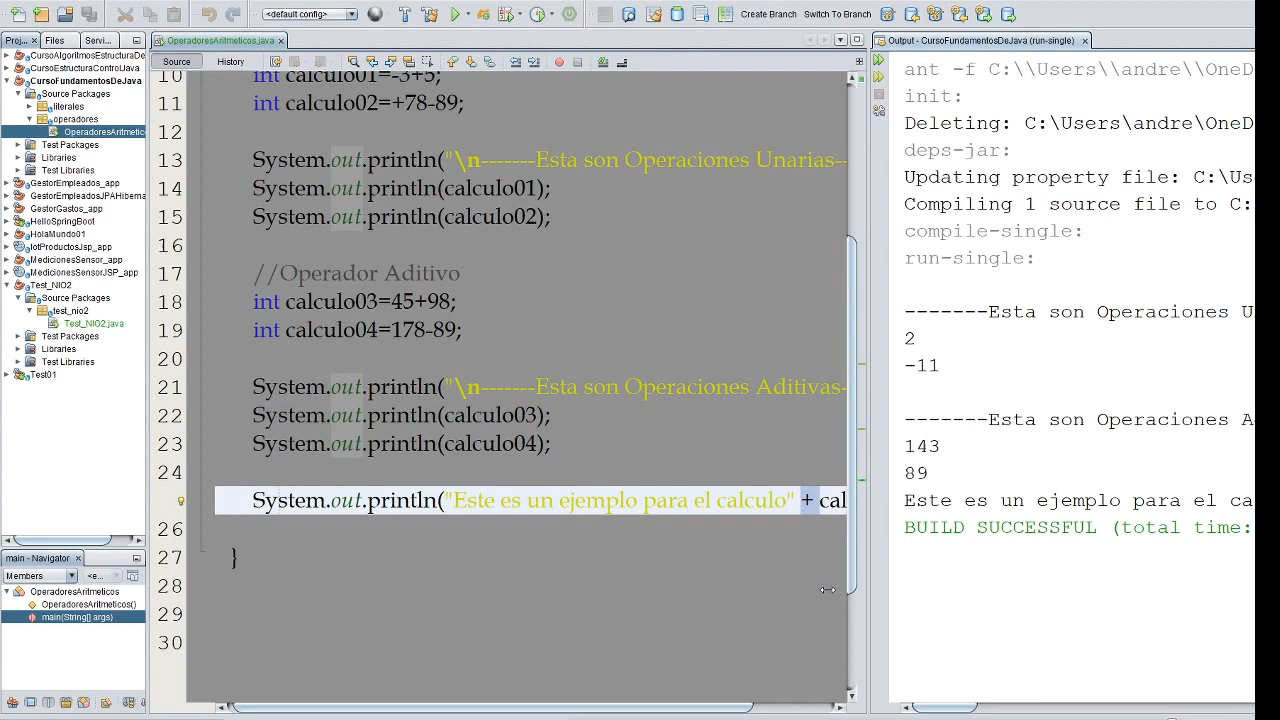 <default config>
Create Branch
Switch To Branch
Proj...
Files
Servi...
CursoAlgoritmosEstructuraDe
CursoEstructuraControlJava
CursoFundamentosDeJava
Source Packages
literales
operadores
OperadoresAritmetico
Test Packages
Libraries
Test Libraries
GestorEmpleados_app
GestorEmpleadosJPAHiberna
GestorGastos_app
HelloSpringBoot
HolaMundo01
IotProductosJsp_app
MedicionesSensor_app
MedicionesSensorJSP_app
Test_NIO2
Source Packages
test_nio2
Test_NIO2.java
Test Packages
Libraries
Test Libraries
Test01
main - Navigator
Members
<e...
OperadoresAritmeticos
OperadoresAritmeticos()
main(String[] args)
OperadoresAritmeticos.java
Source
History
10 int calculo01=-3+5;
11 int calculo02=+78-89;
12
13 System.out.println("\n-------Esta son Operaciones Unarias--
14 System.out.println(calculo01);
15 System.out.println(calculo02);
16
17 //Operador Aditivo
18 int calculo03=45+98;
19 int calculo04=178-89;
20
21 System.out.println("\n-------Esta son Operaciones Aditivas-
22 System.out.println(calculo03);
23 System.out.println(calculo04);
24
System.out.println("Este es un ejemplo para el calculo" + cal
26
27 }
28
29
30
Output - CursoFundamentosDeJava (run-single)
ant -f C:\\Users\\andre\\OneD
init:
Deleting: C:\Users\andre\OneD
deps-jar:
Updating property file: C:\Us
Compiling 1 source file to C:
compile-single:
run-single:
-------Esta son Operaciones U
2
-11
-------Esta son Operaciones A
143
89
Este es un ejemplo para el ca
BUILD SUCCESSFUL (total time: